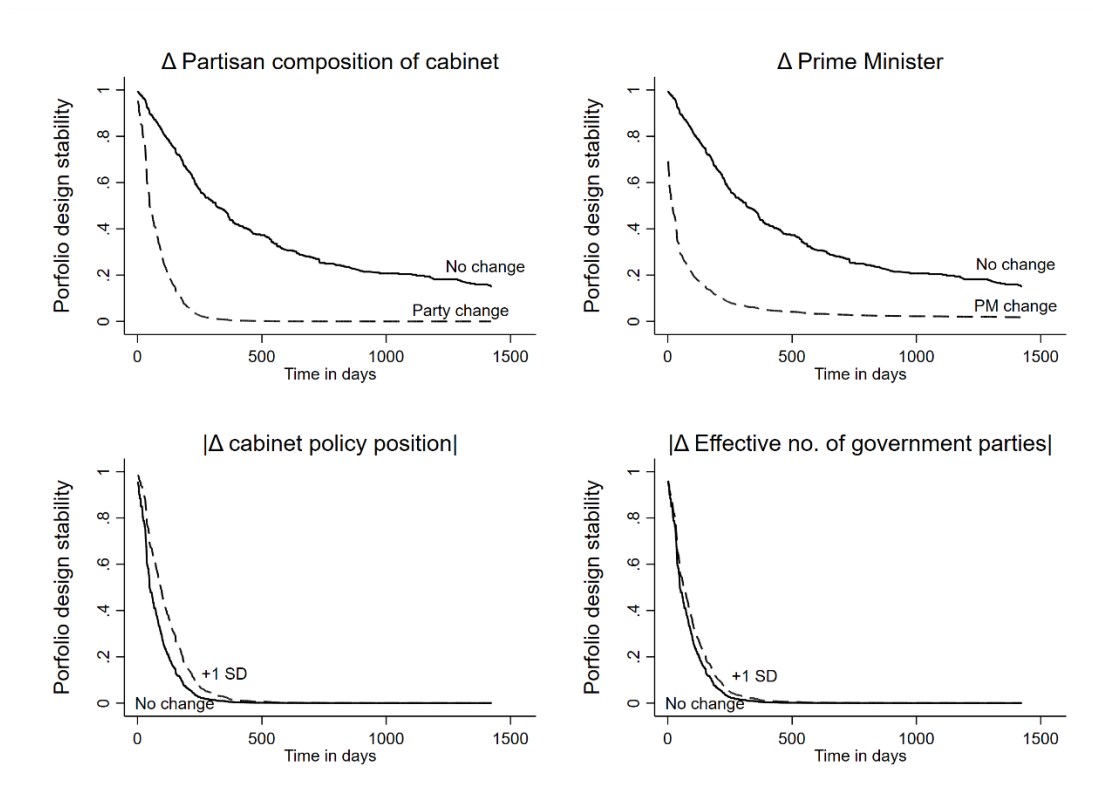 Δ Partisan composition of cabinet
Porfolio design stability
1
.8
.6
.4
.2
0
No change
Party change
0 500 1000 1500
Time in days
Δ Prime Minister
Porfolio design stability
1
.8
.6
.4
.2
0
No change
PM change
0 500 1000 1500
Time in days
|Δ cabinet policy position|
Porfolio design stability
1
.8
.6
.4
.2
0
+1 SD
No change
0 500 1000 1500
Time in days
|Δ Effective no. of government parties|
Porfolio design stability
1
.8
.6
.4
.2
0
+1 SD
No change
0 500 1000 1500
Time in days